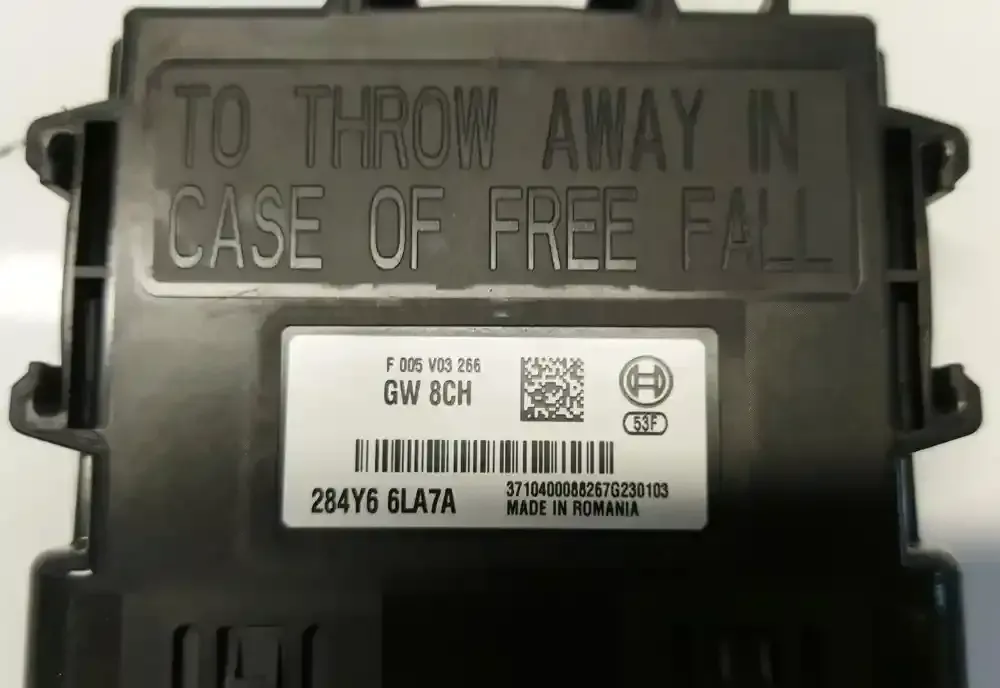 TO THROW AWAY IN
CASE OF FREE FALL
F 005 V03 266
GW 8CH
53F
284Y6 6LA7A
3710400088267G230103
MADE IN ROMANIA